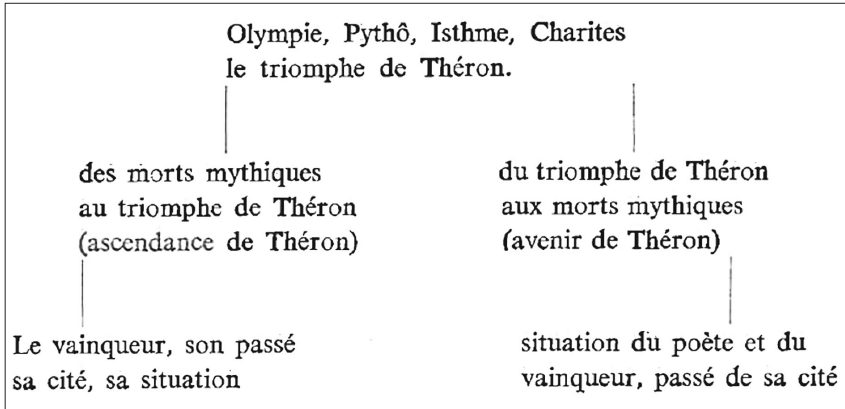 Olympie, Pythô, Isthme, Charites
le triomphe de Théron.
des morts mythiques
au triomphe de Théron
(ascendance de Théron)
du triomphe de Théron
aux morts mythiques
(avenir de Théron)
Le vainqueur, son passé
sa cité, sa situation
situation du poète et du
vainqueur, passé de sa cité